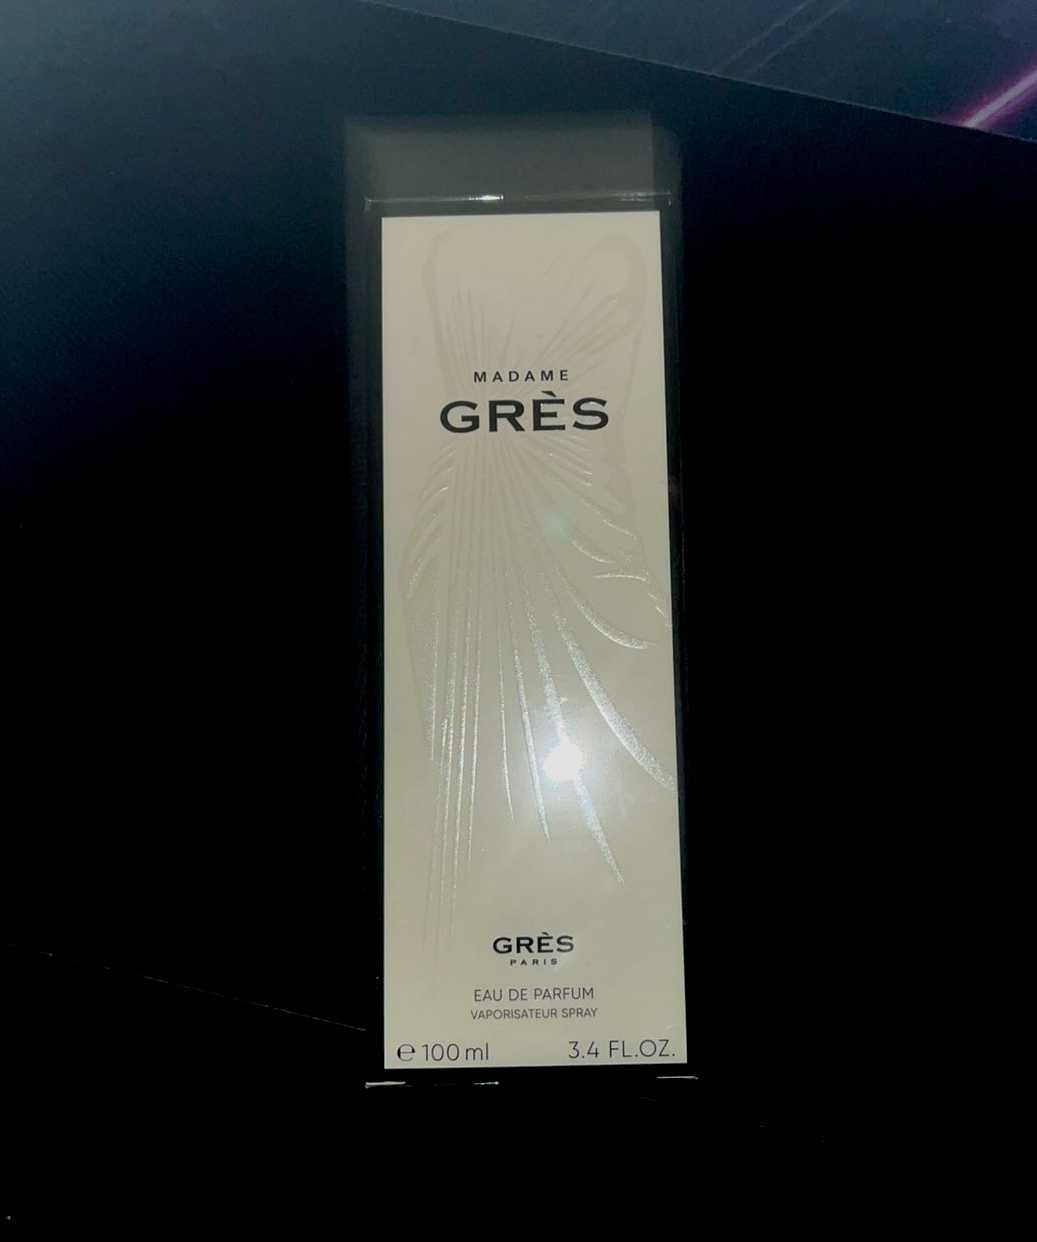 MADAME
GRÈS
GRÈS
PARIS
EAU DE PARFUM
VAPORISATEUR SPRAY
℮ 100 ml 3.4 FL.OZ.